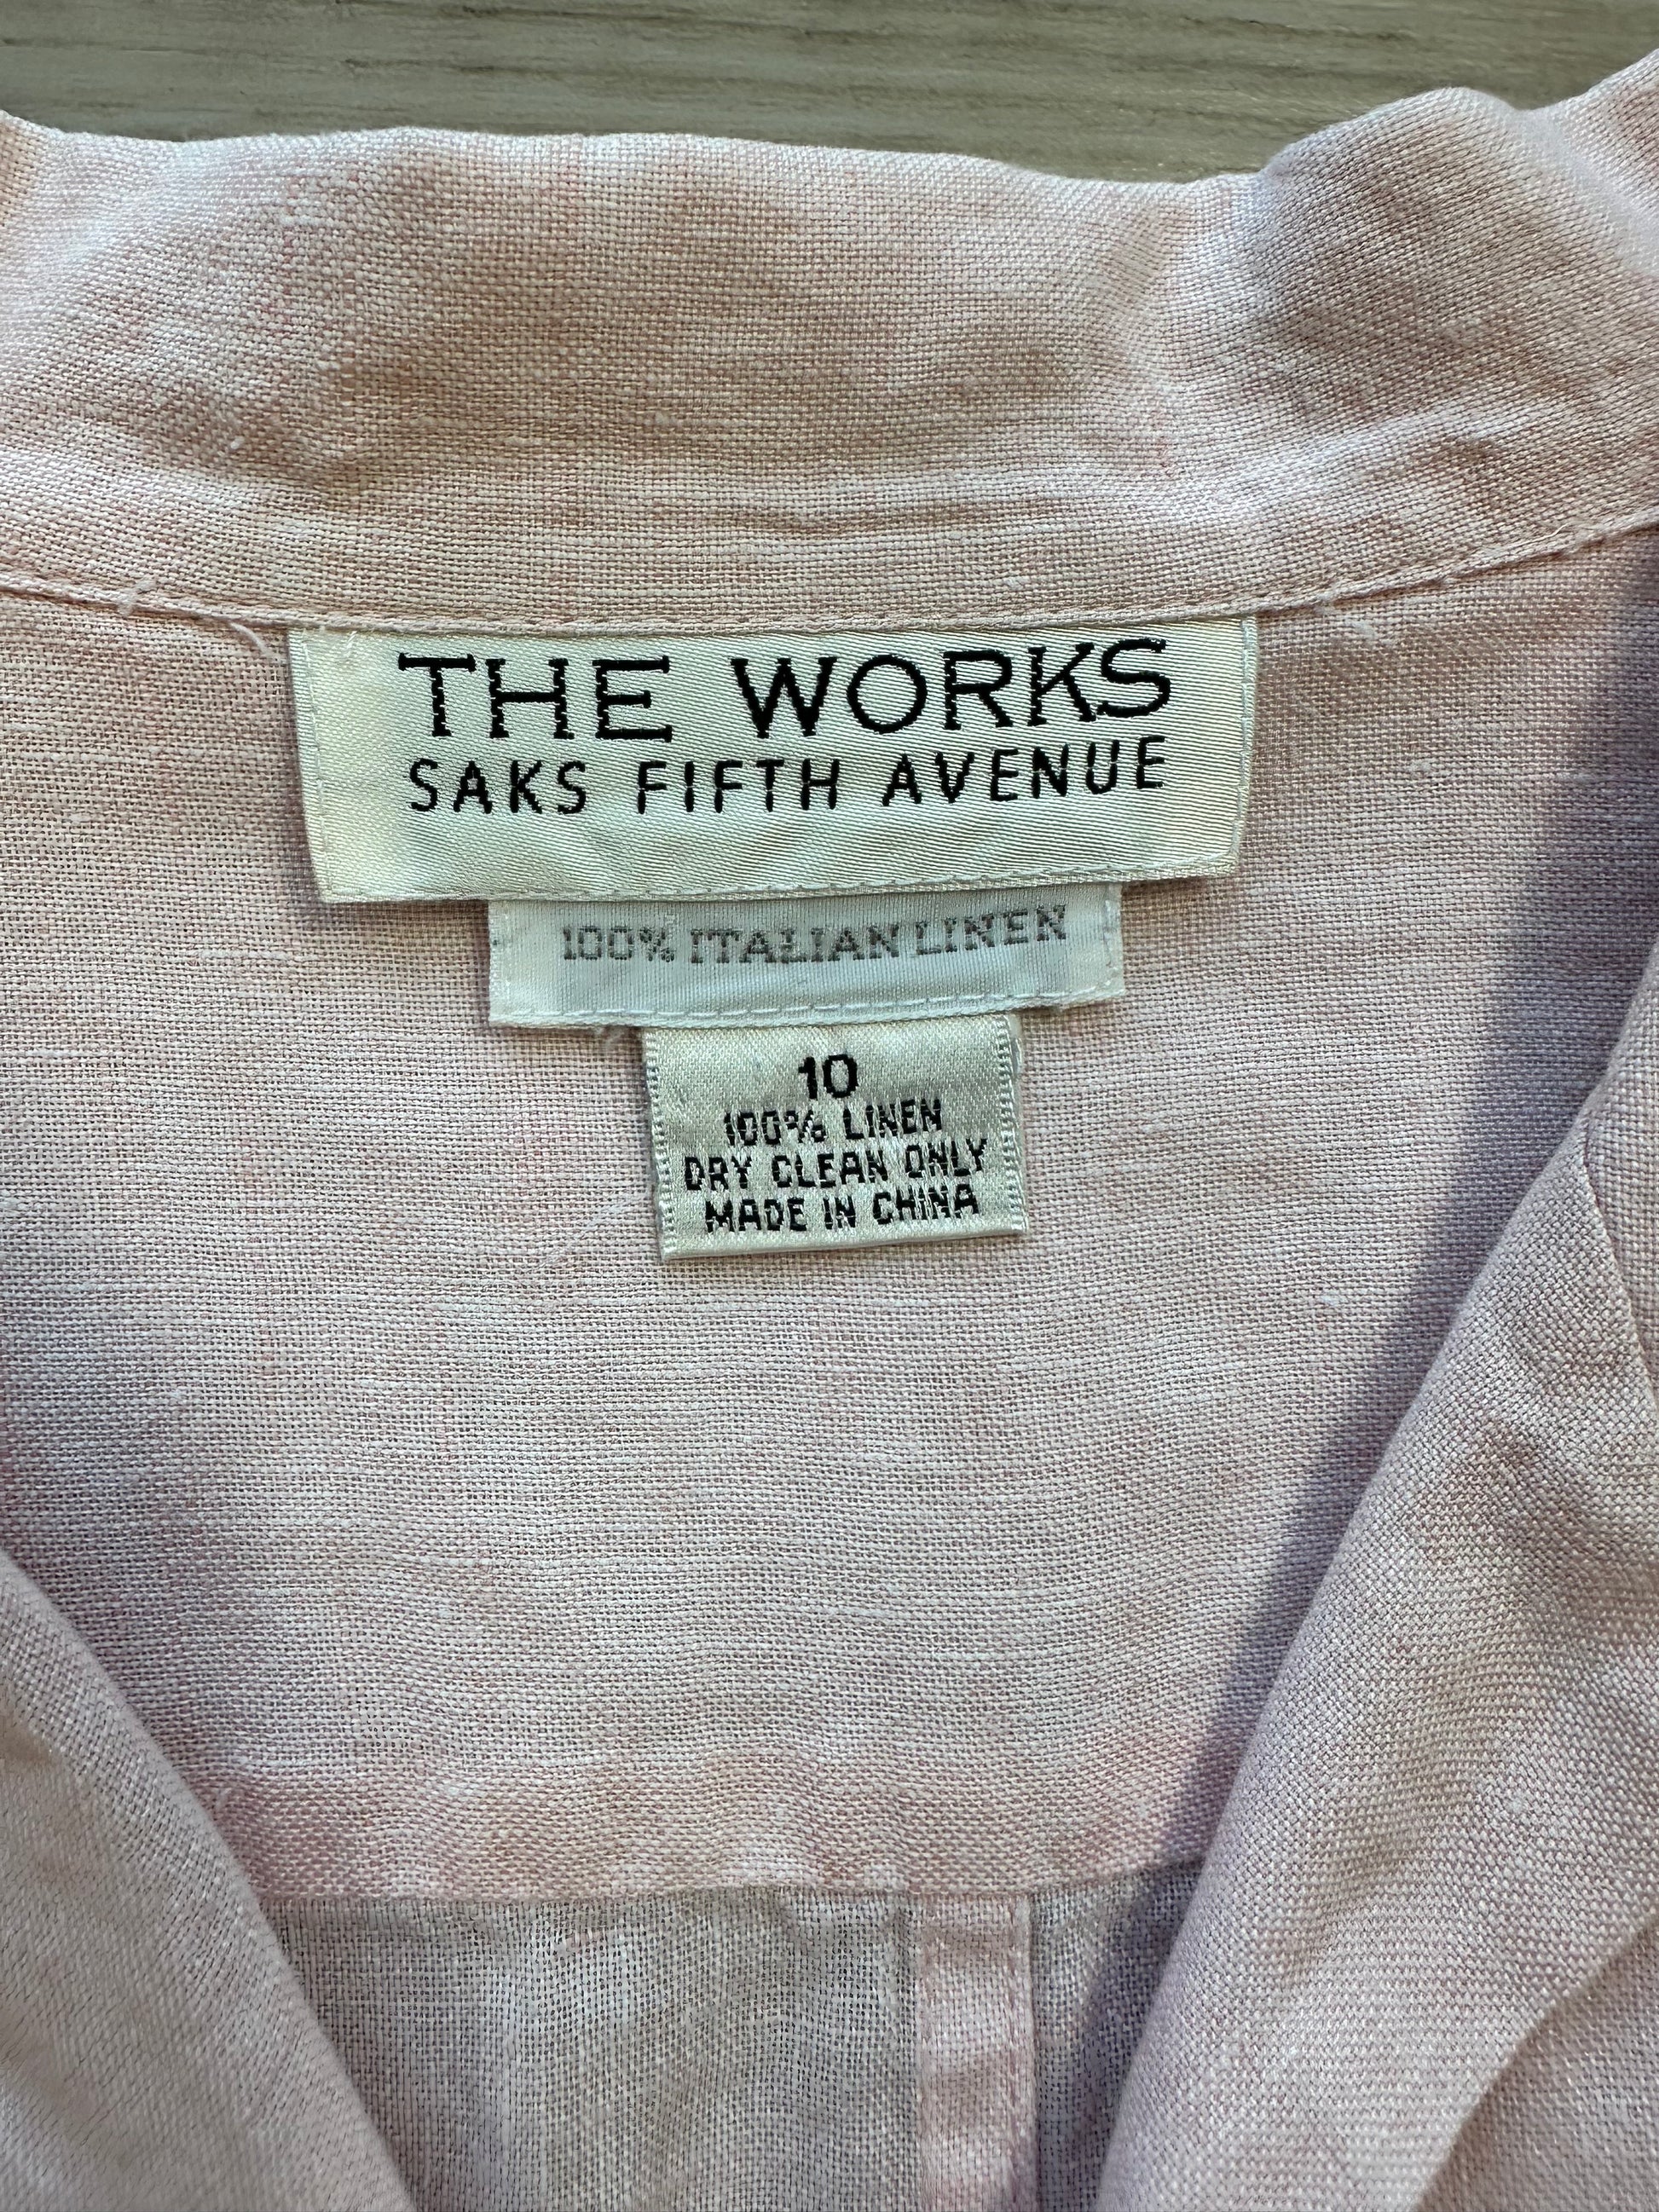 THE WORKS
SAKS FIFTH AVENUE
100% ITALIAN LINEN
10
100% LINEN
DRY CLEAN ONLY
MADE IN CHINA